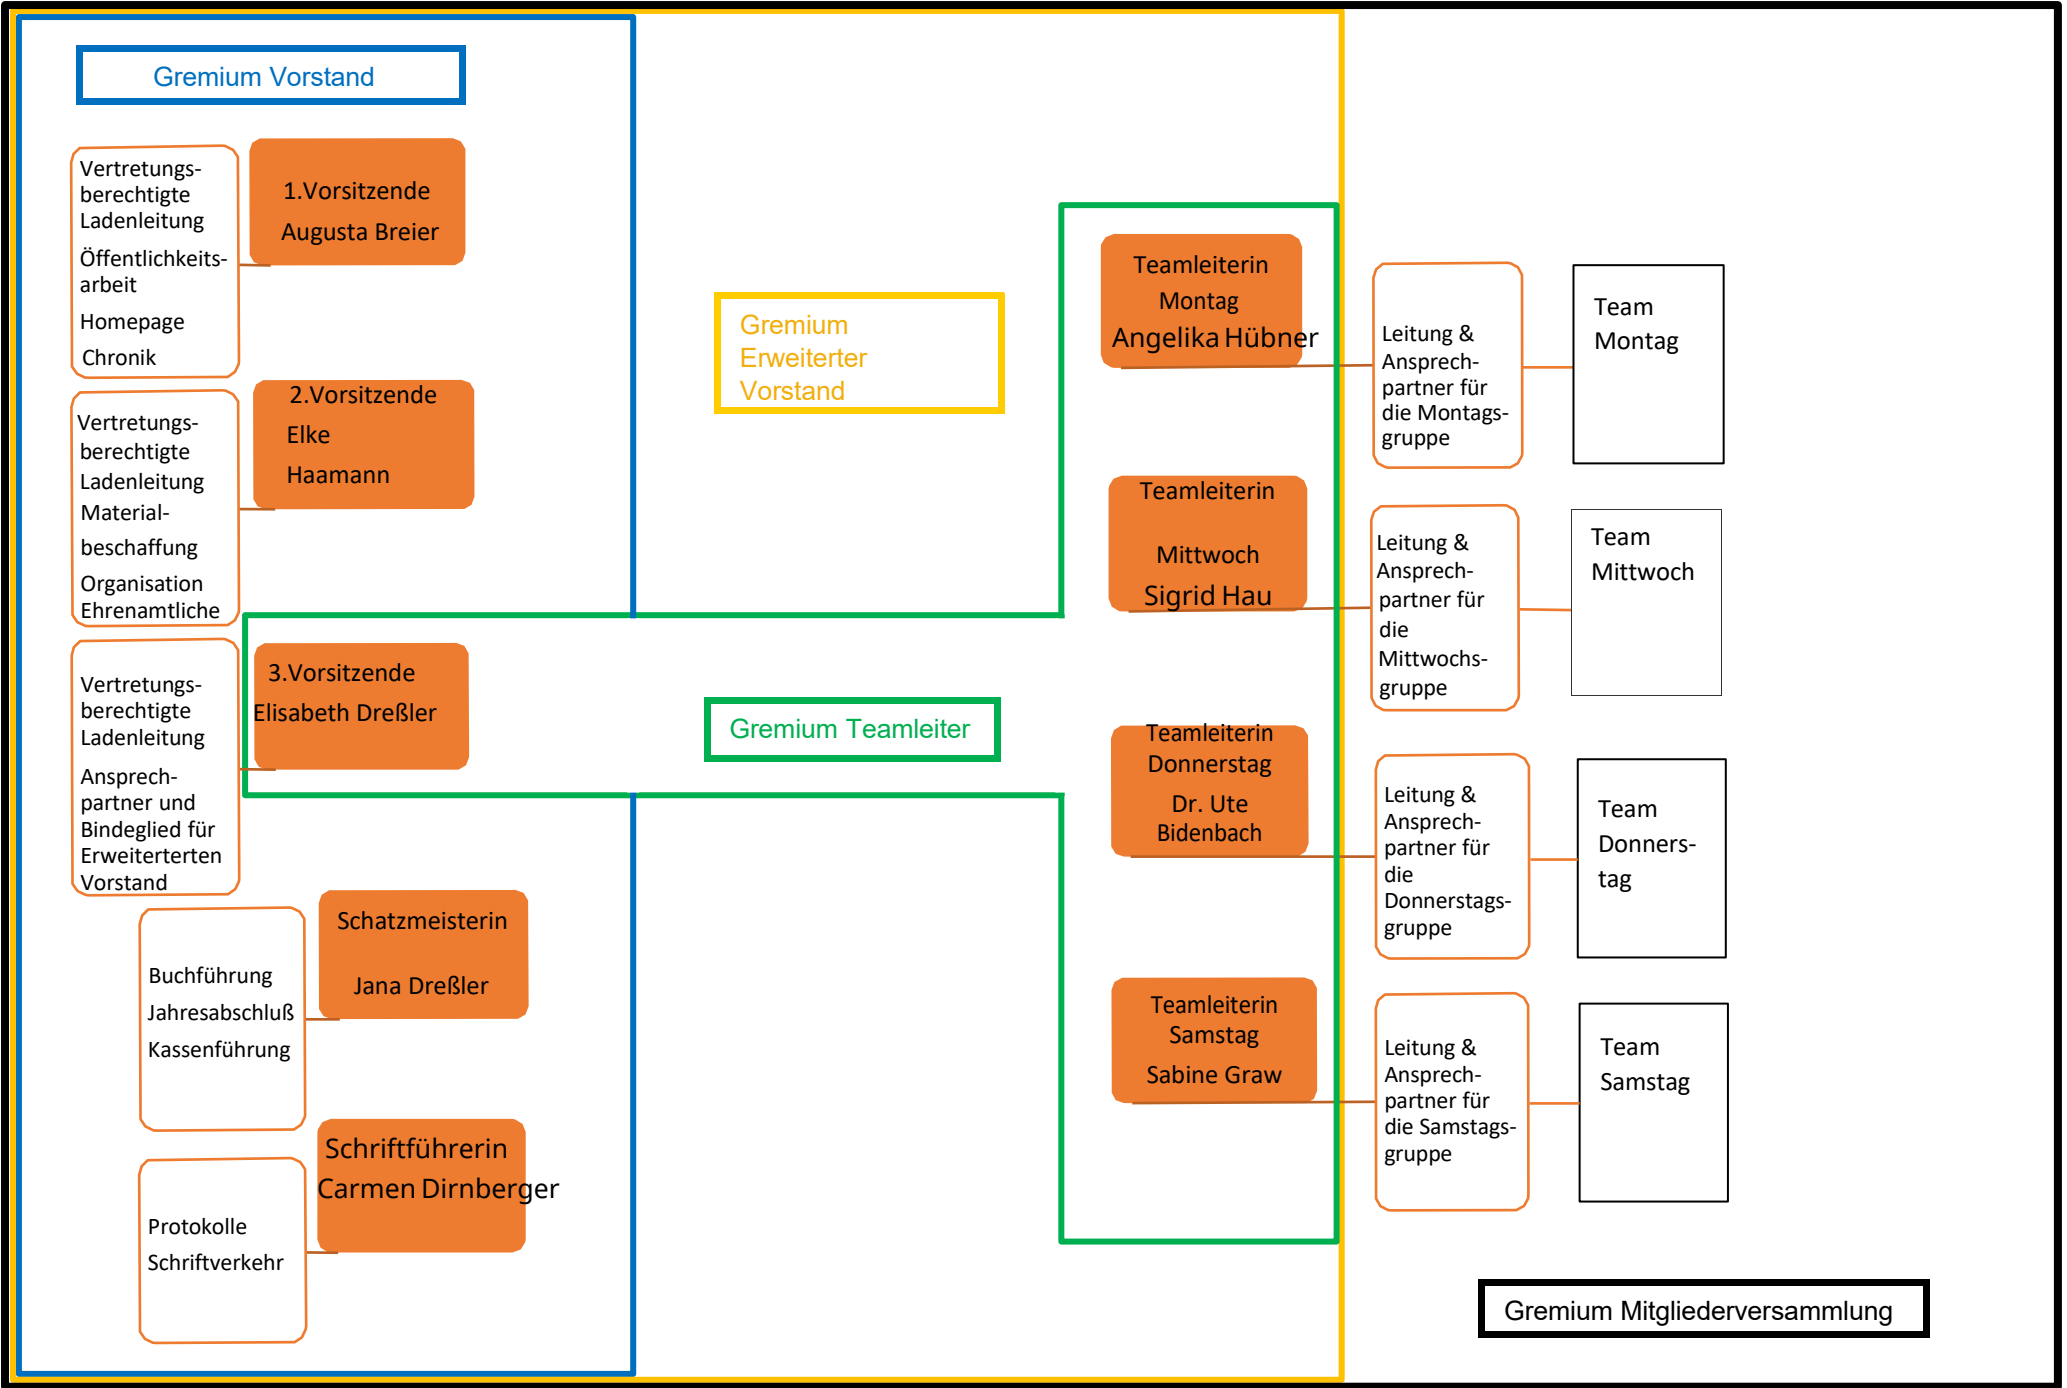 Gremium Vorstand
Vertretungs-
berechtigte
Ladenleitung
Öffentlichkeits-
arbeit
Homepage
Chronik
1.Vorsitzende
Augusta Breier
Vertretungs-
berechtigte
Ladenleitung
Material-
beschaffung
Organisation
Ehrenamtliche
2.Vorsitzende
Elke
Haamann
Vertretungs-
berechtigte
Ladenleitung
Ansprech-
partner und
Bindeglied für
Erweiterterten
Vorstand
3.Vorsitzende
Elisabeth Dreßler
Buchführung
Jahresabschluß
Kassenführung
Schatzmeisterin
Jana Dreßler
Protokolle
Schriftverkehr
Schriftführerin
Carmen Dirnberger
Gremium
Erweiterter
Vorstand
Gremium Teamleiter
Teamleiterin
Montag
Angelika Hübner
Leitung &
Ansprech-
partner für
die Montags-
gruppe
Team
Montag
Teamleiterin
Mittwoch
Sigrid Hau
Leitung &
Ansprech-
partner für
die
Mittwochs-
gruppe
Team
Mittwoch
Teamleiterin
Donnerstag
Dr. Ute
Bidenbach
Leitung &
Ansprech-
partner für
die
Donnerstags-
gruppe
Team
Donners-
tag
Teamleiterin
Samstag
Sabine Graw
Leitung &
Ansprech-
partner für
die Samstags-
gruppe
Team
Samstag
Gremium Mitgliederversammlung